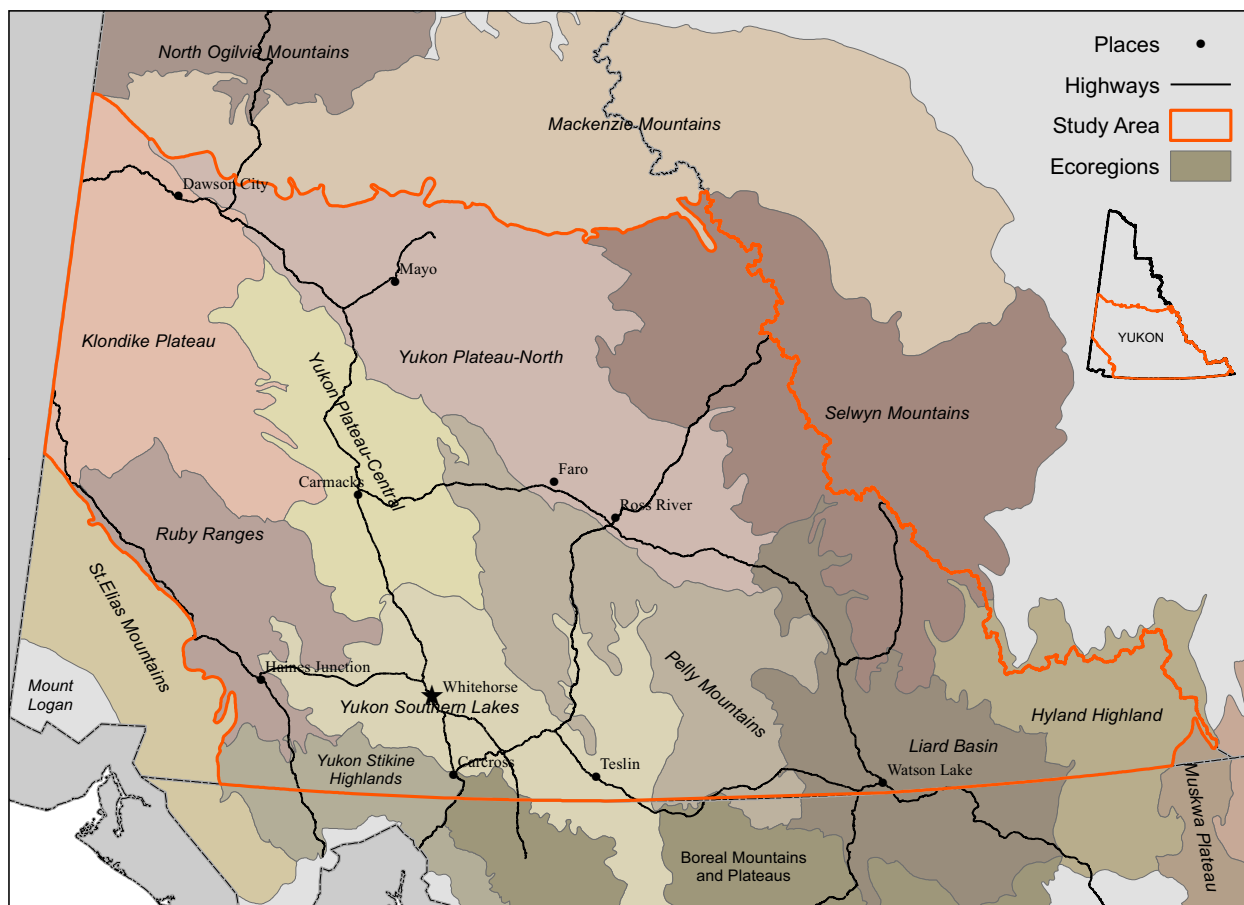 North Ogilvie Mountains
Places
Highways
Study Area
Ecoregions
Mackenzie Mountains
Dawson City
Mayo
YUKON
Klondike Plateau
Yukon Plateau-North
Yukon Plateau-Central
Selwyn Mountains
Faro
Carmacks
Ross River
Ruby Ranges
St.Elias Mountains
Haines Junction
Pelly Mountains
Mount
Logan
Whitehorse
Yukon Southern Lakes
Hyland Highland
Liard Basin
Yukon Stikine
Highlands
Carcross
Teslin
Watson Lake
Muskwa Plateau
Boreal Mountains
and Plateaus